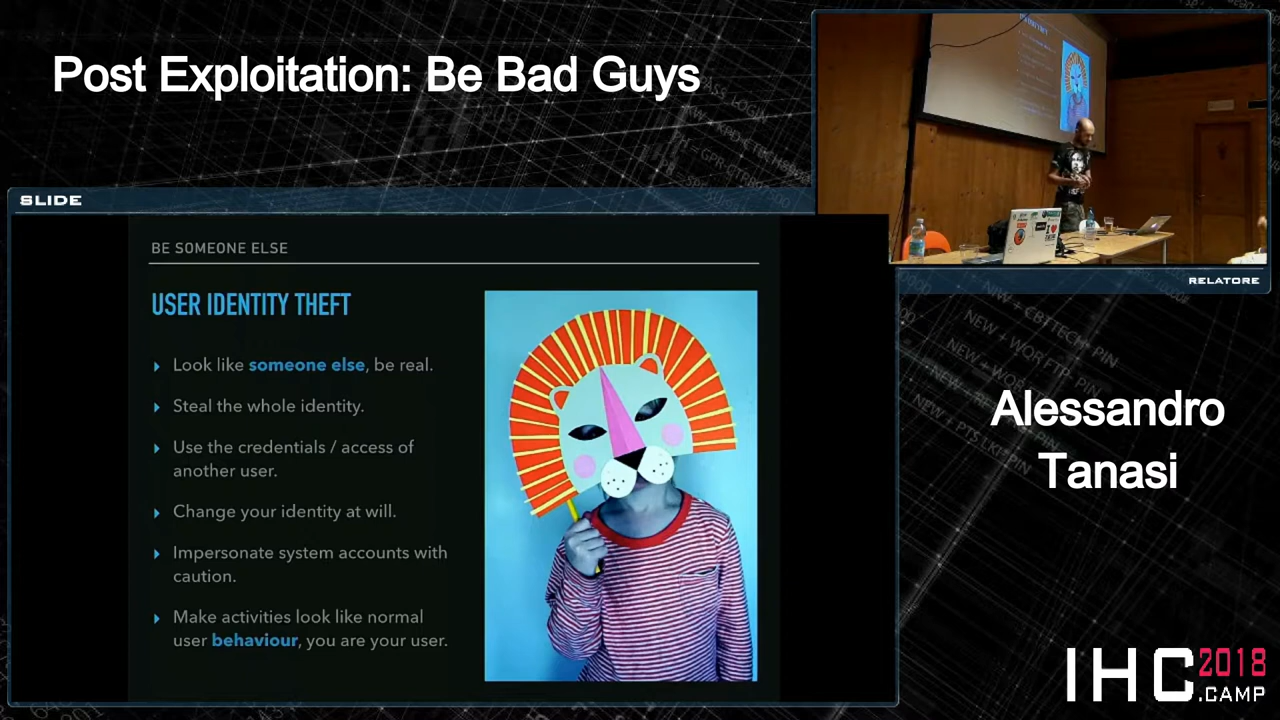 Post Exploitation: Be Bad Guys
SLIDE
BE SOMEONE ELSE
USER IDENTITY THEFT
Look like someone else, be real.
Steal the whole identity.
Use the credentials / access of
another user.
Change your identity at will.
Impersonate system accounts with
caution.
Make activities look like normal
user behaviour, you are your user.
RELATORE
Alessandro
Tanasi
IHC 2018
.CAMP